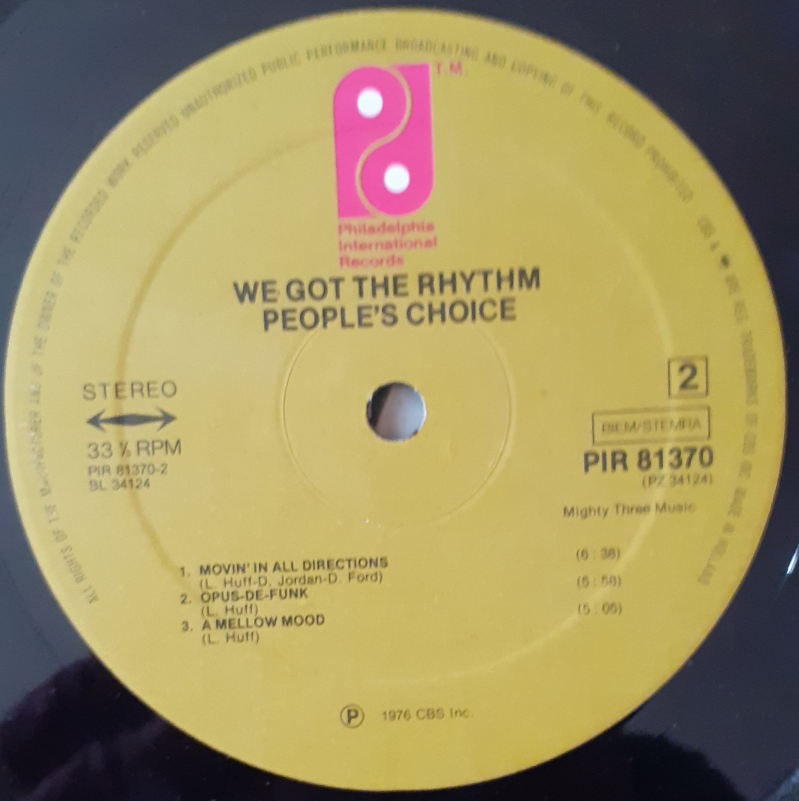 ALL RIGHTS OF THE MANUFACTURER AND OF THE OWNER OF THE RECORDED WORK RESERVED UNAUTHORIZED PUBLIC PERFORMANCE BROADCASTING AND COPYING OF THIS RECORD PROHIBITED
T.M.
Philadelphia
International
Records
WE GOT THE RHYTHM
PEOPLE'S CHOICE
STEREO
33 ⅓ RPM
PIR 81370-2
BL 34124
2
BIEM/STEMRA
PIR 81370
(PZ 34124)
Mighty Three Music
1. MOVIN' IN ALL DIRECTIONS (6 : 38)
(L. Huff-D. Jordan-D. Ford)
2. OPUS-DE-FUNK (5 : 58)
(L. Huff)
3. A MELLOW MOOD (5 : 05)
(L. Huff)
Ⓟ 1976 CBS Inc.